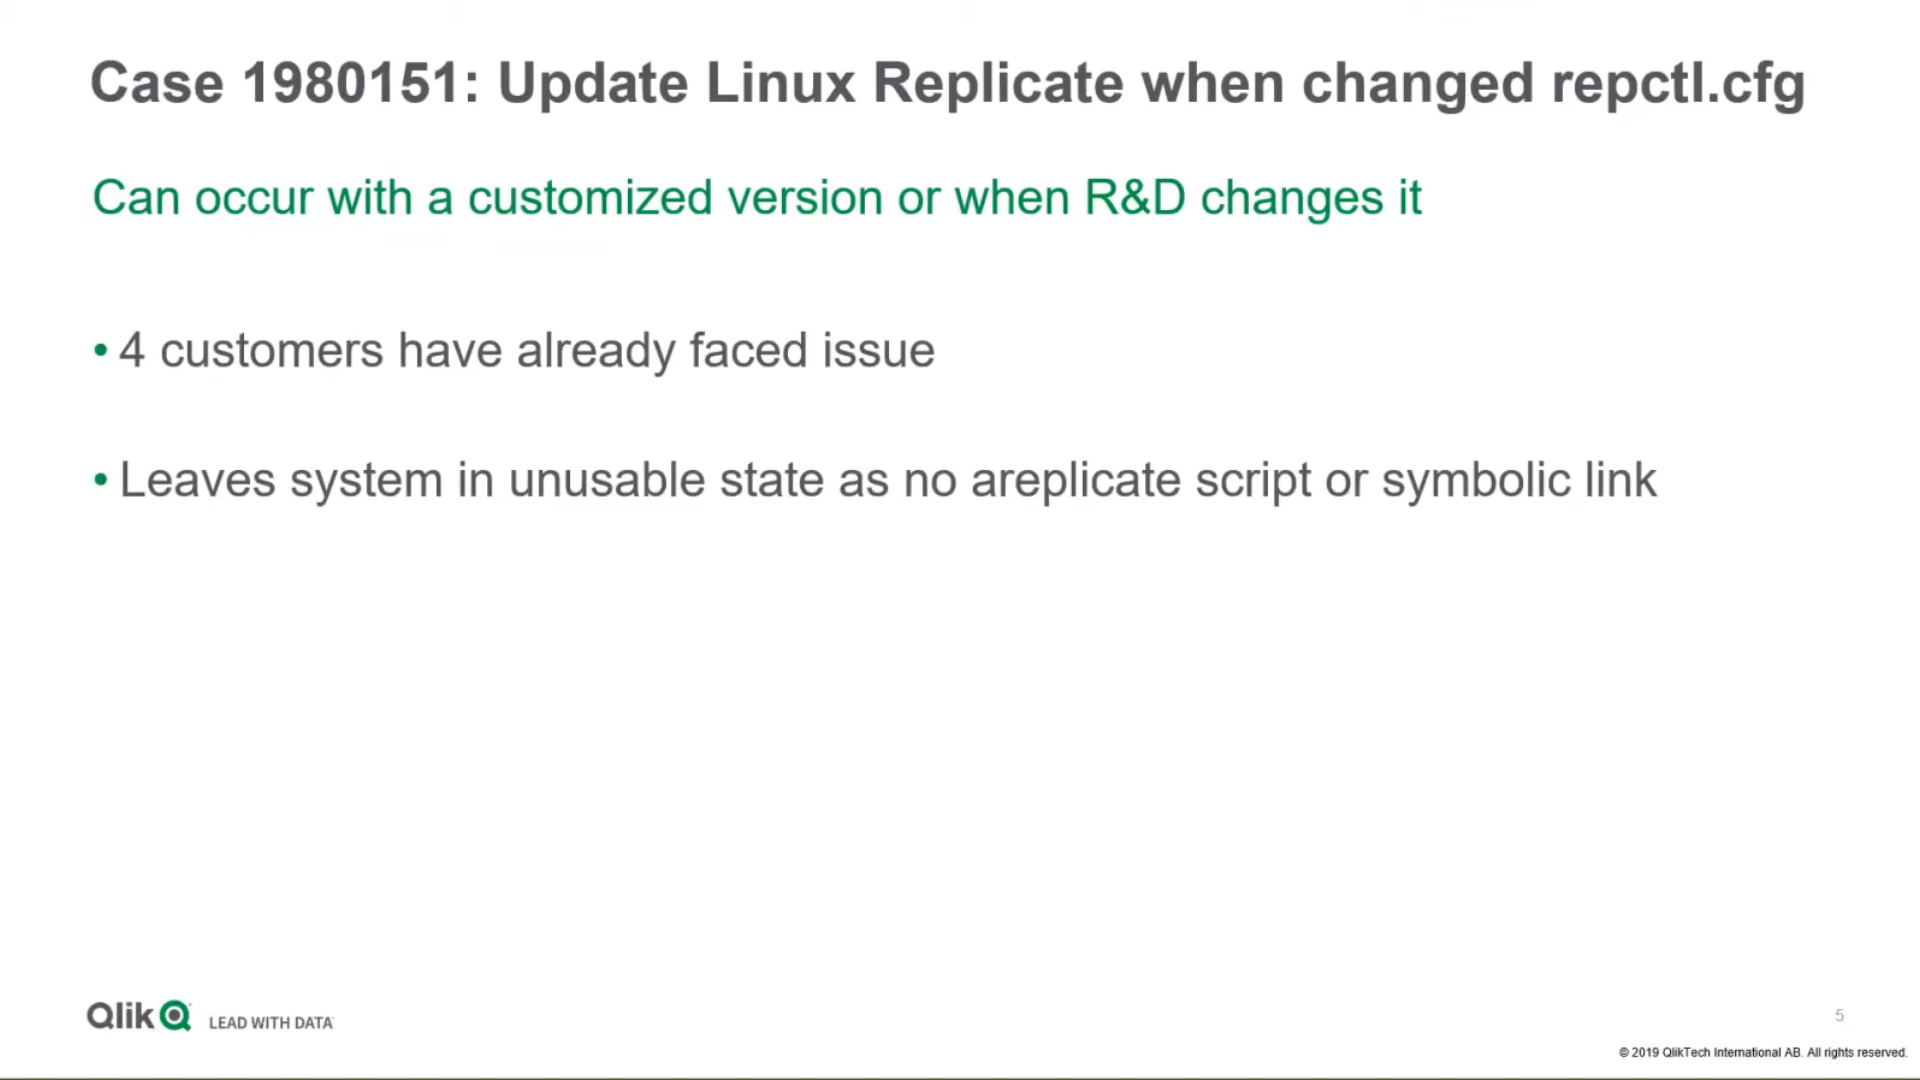 Case 1980151: Update Linux Replicate when changed repctl.cfg
Can occur with a customized version or when R&D changes it
• 4 customers have already faced issue
• Leaves system in unusable state as no areplicate script or symbolic link
Qlik LEAD WITH DATA
5
© 2019 QlikTech International AB. All rights reserved.